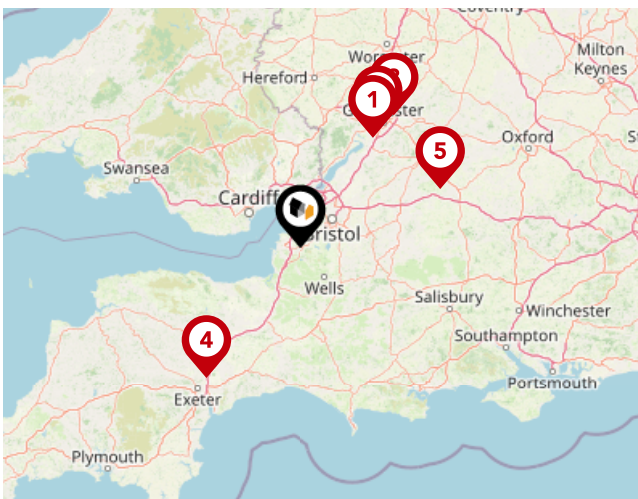 Coventry
Worcester
Milton
Keynes
Hereford
3
1
Gloucester
Oxford
5
Swansea
Cardiff
Bristol
Wells
Salisbury
Winchester
Southampton
4
Portsmouth
Exeter
Plymouth